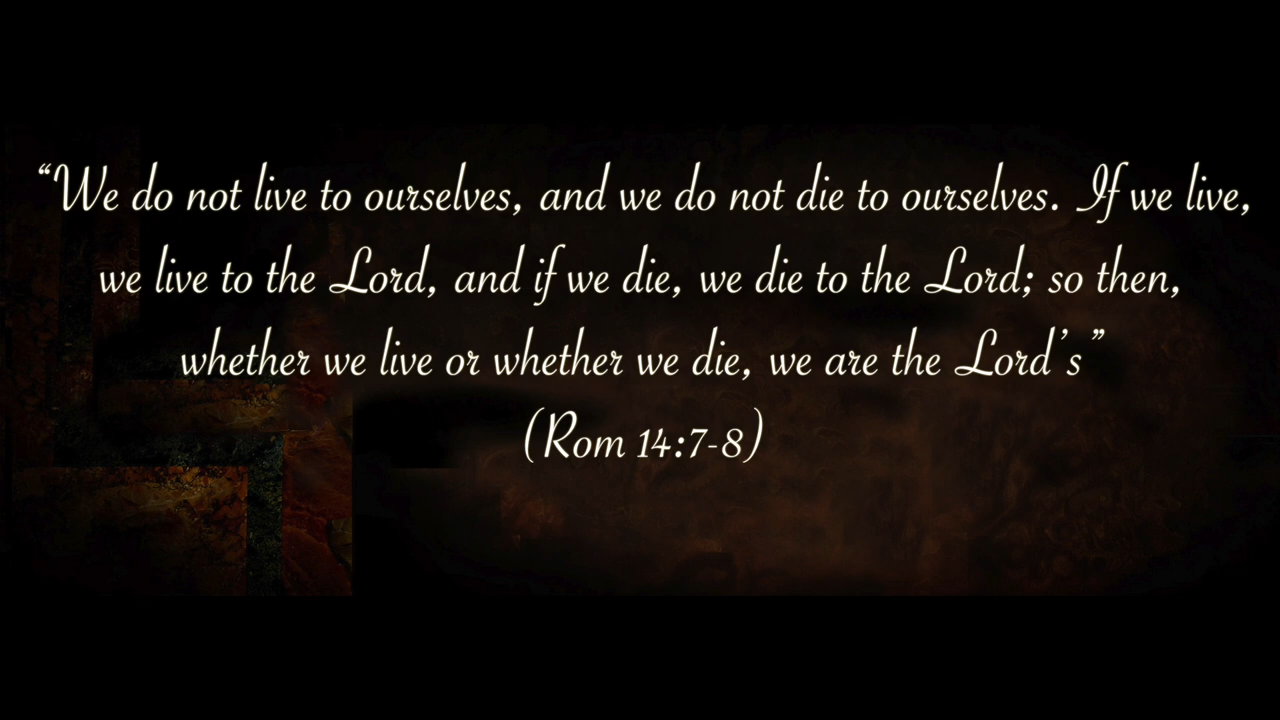 “We do not live to ourselves, and we do not die to ourselves. If we live,
we live to the Lord, and if we die, we die to the Lord; so then,
whether we live or whether we die, we are the Lord’s”
(Rom 14:7-8)